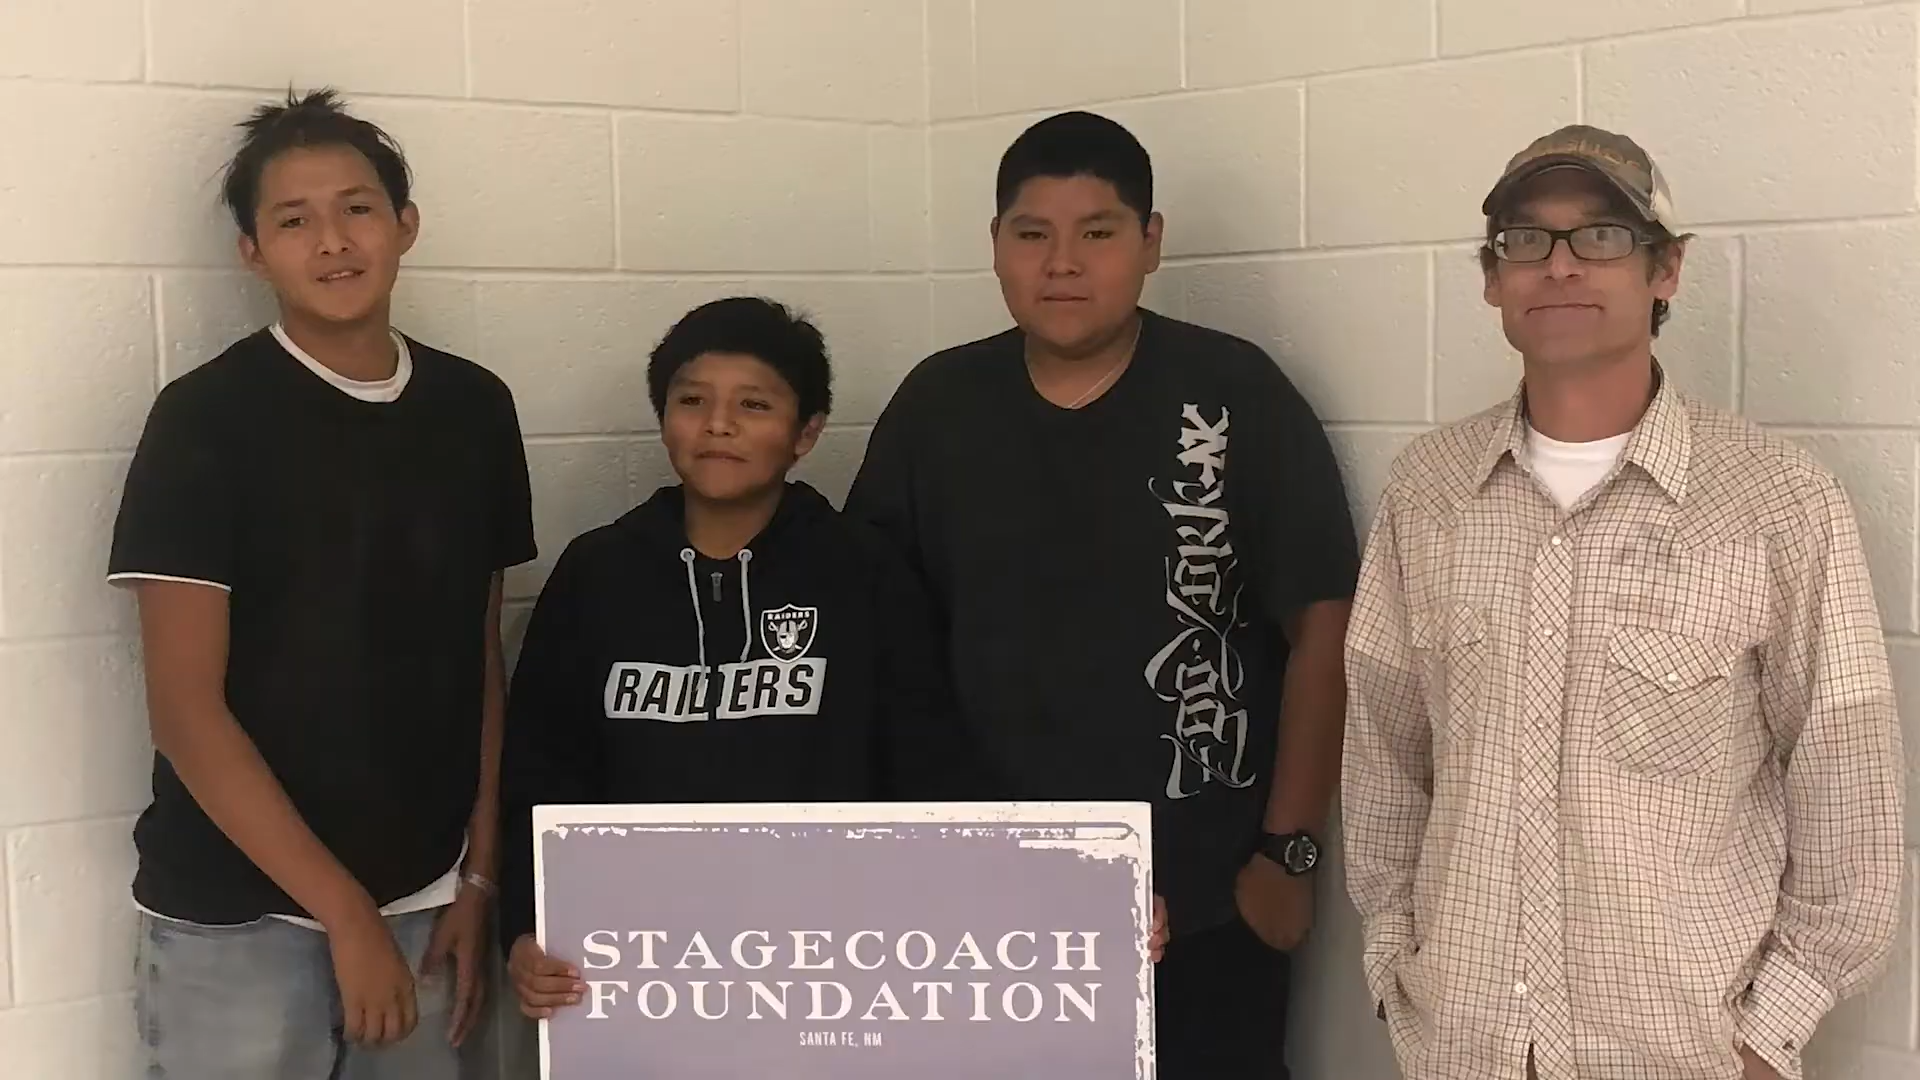 RAIDERS
RAIDERS
STAGECOACH
FOUNDATION
SANTA FE, NM